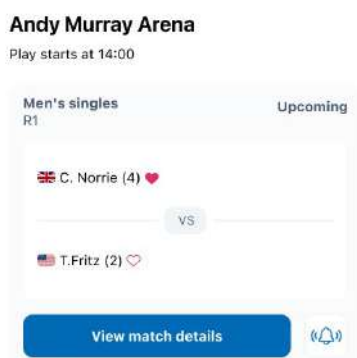 Andy Murray Arena
Play starts at 14:00
Men's singles
Upcoming
R1
C. Norrie (4)
VS
T.Fritz (2)
View match details